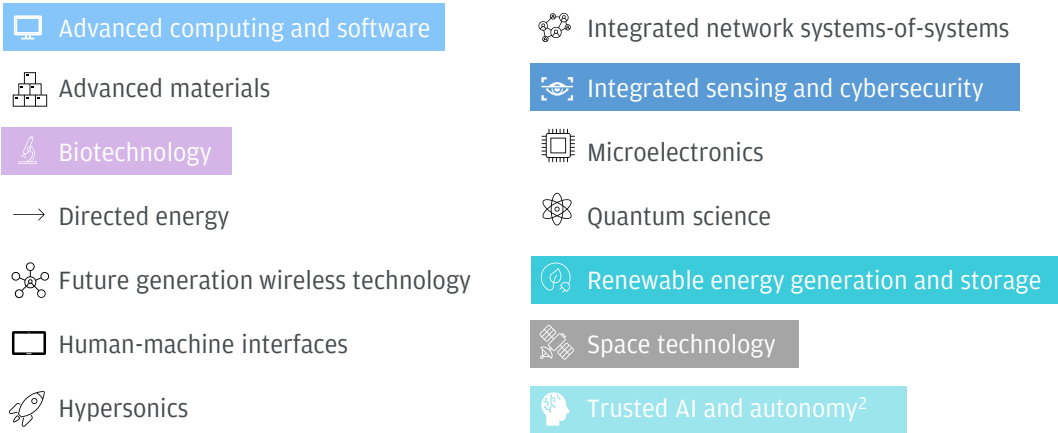 Advanced computing and software
Advanced materials
Biotechnology
Directed energy
Future generation wireless technology
Human-machine interfaces
Hypersonics
Integrated network systems-of-systems
Integrated sensing and cybersecurity
Microelectronics
Quantum science
Renewable energy generation and storage
Space technology
Trusted AI and autonomy²